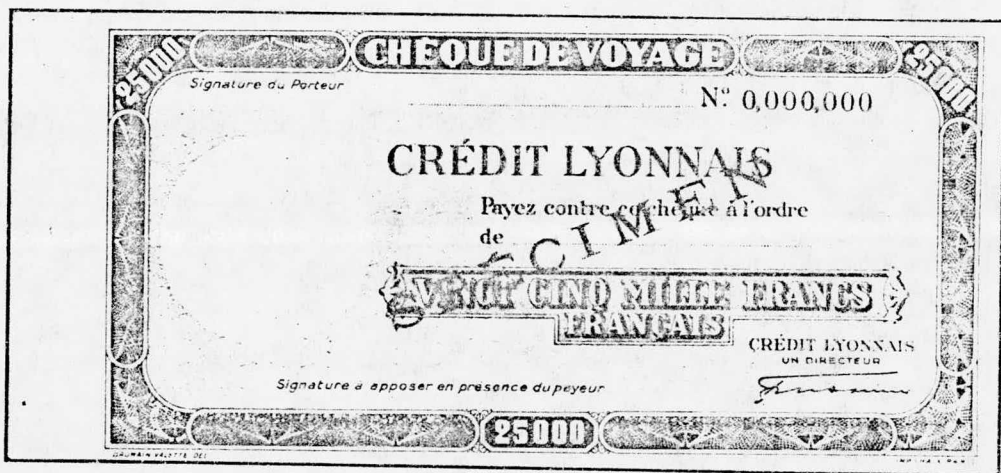 25000 CHÈQUE DE VOYAGE 25000
Signature du Porteur
N° 0,000,000
CRÉDIT LYONNAIS
Payez contre ce chèque à l'ordre
de
SPECIMEN
VINGT CINQ MILLE FRANCS
FRANÇAIS
CRÉDIT LYONNAIS
UN DIRECTEUR
Signature à apposer en présence du payeur
25000